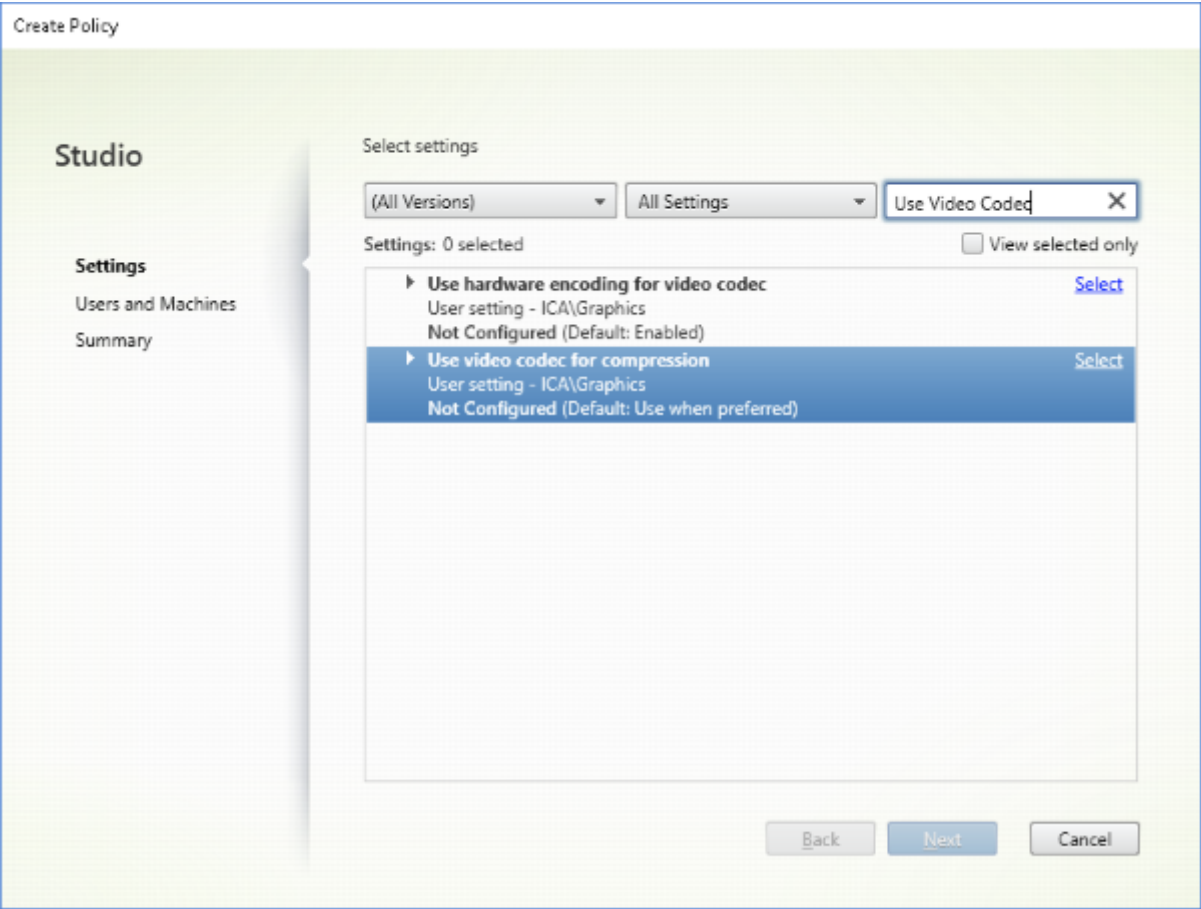 Create Policy
Studio
Settings
Users and Machines
Summary
Select settings
(All Versions) All Settings Use Video Codec
Settings: 0 selected View selected only
Use hardware encoding for video codec Select
User setting - ICA\Graphics
Not Configured (Default: Enabled)
Use video codec for compression Select
User setting - ICA\Graphics
Not Configured (Default: Use when preferred)
Back Next Cancel